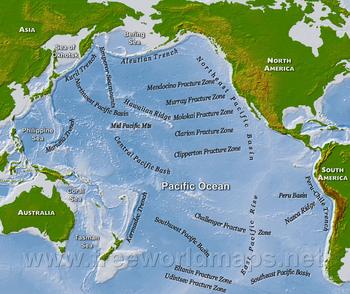 ASIA
Bering
Sea
Sea of
Okhotsk
Aleutian Trench
Kuril Trench
Emperor Seamounts
Northwest Pacific Basin
Northeast Pacific Basin
NORTH
AMERICA
Mendocino Fracture Zone
Murray Fracture Zone
Hawaiian Ridge
Molokai Fracture Zone
Mid Pacific Mts
Clarion Fracture Zone
Philippine
Sea
Mariana Trench
Central Pacific Basin
Clipperton Fracture Zone
SOUTH
AMERICA
Pacific Ocean
Peru Basin
Peru-Chile Trench
Nazca Ridge
Coral
Sea
AUSTRALIA
Kermadec Trench
Challenger Fracture Zone
East Pacific Rise
Tasman
Sea
Southwest Pacific Basin
www.freeworldmaps.net
Eltanin Fracture Zone
Southeast Pacific Basin
Udintsev Fracture Zone